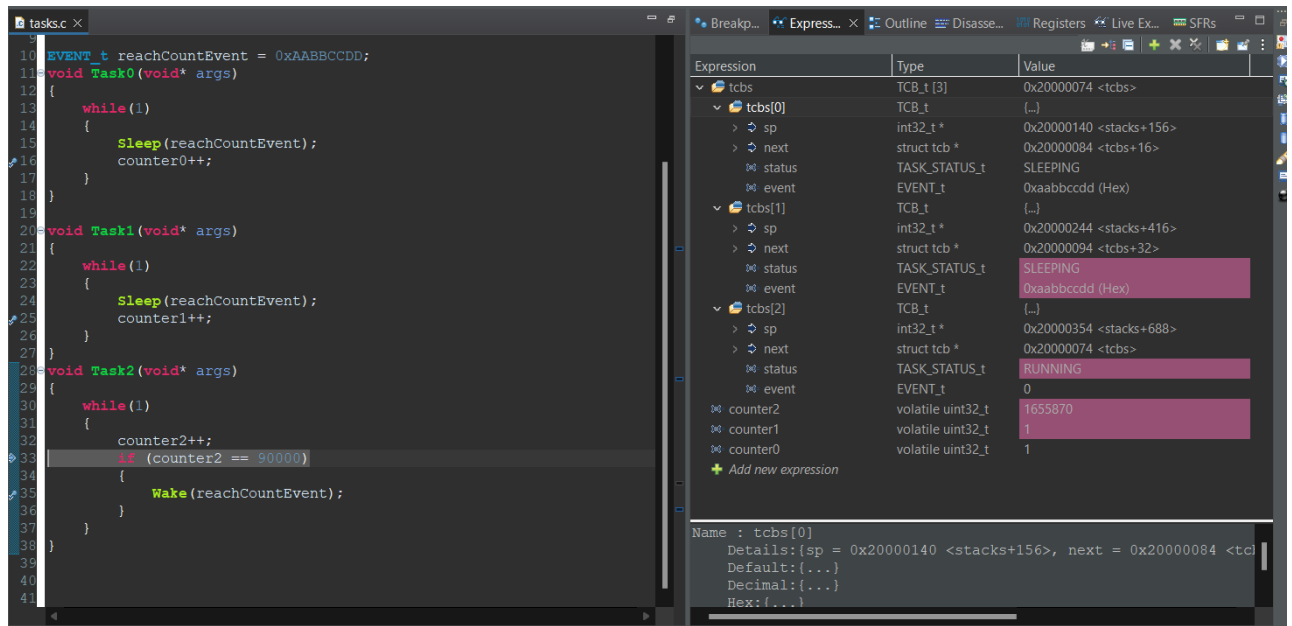 tasks.c
Breakp...
Express...
Outline
Disasse...
Registers
Live Ex...
SFRs
9
10 EVENT_t reachCountEvent = 0xAABBCCDD;
11 void Task0(void* args)
12 {
13 while(1)
14 {
15 Sleep(reachCountEvent);
16 counter0++;
17 }
18 }
19
20 void Task1(void* args)
21 {
22 while(1)
23 {
24 Sleep(reachCountEvent);
25 counter1++;
26 }
27 }
28 void Task2(void* args)
29 {
30 while(1)
31 {
32 counter2++;
33 if (counter2 == 90000)
34 {
35 Wake(reachCountEvent);
36 }
37 }
38 }
39
40
41
Expression Type Value
tcbs TCB_t [3] 0x20000074 <tcbs>
tcbs[0] TCB_t {...}
sp int32_t * 0x20000140 <stacks+156>
next struct tcb * 0x20000084 <tcbs+16>
status TASK_STATUS_t SLEEPING
event EVENT_t 0xaabbccdd (Hex)
tcbs[1] TCB_t {...}
sp int32_t * 0x20000244 <stacks+416>
next struct tcb * 0x20000094 <tcbs+32>
status TASK_STATUS_t SLEEPING
event EVENT_t 0xaabbccdd (Hex)
tcbs[2] TCB_t {...}
sp int32_t * 0x20000354 <stacks+688>
next struct tcb * 0x20000074 <tcbs>
status TASK_STATUS_t RUNNING
event EVENT_t 0
counter2 volatile uint32_t 1655870
counter1 volatile uint32_t 1
counter0 volatile uint32_t 1
Add new expression
Name : tcbs[0]
Details:{sp = 0x20000140 <stacks+156>, next = 0x20000084 <tcl
Default:{...}
Decimal:{...}
Hex:{...}